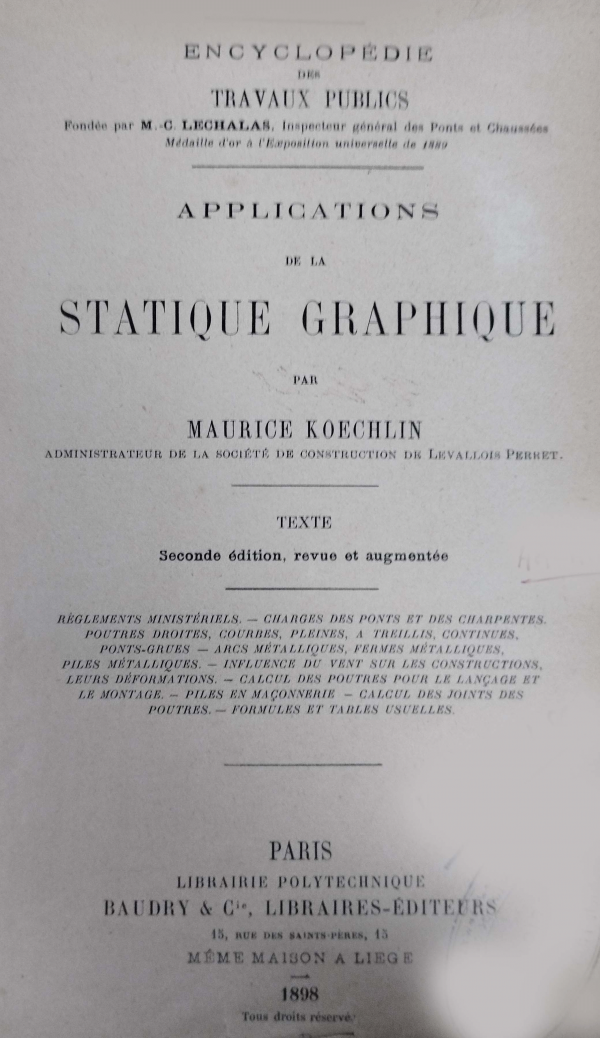 ENCYCLOPÉDIE
DES
TRAVAUX PUBLICS
Fondée par M.-C. LECHALAS, Inspecteur général des Ponts et Chaussées
Médaille d'or à l'Exposition universelle de 1889
APPLICATIONS
DE LA
STATIQUE GRAPHIQUE
PAR
MAURICE KOECHLIN
ADMINISTRATEUR DE LA SOCIÉTÉ DE CONSTRUCTION DE LEVALLOIS PERRET.
TEXTE
Seconde édition, revue et augmentée
RÈGLEMENTS MINISTÉRIELS. — CHARGES DES PONTS ET DES CHARPENTES.
POUTRES DROITES, COURBES, PLEINES, A TREILLIS, CONTINUES,
PONTS-GRUES — ARCS MÉTALLIQUES, FERMES MÉTALLIQUES,
PILES MÉTALLIQUES. — INFLUENCE DU VENT SUR LES CONSTRUCTIONS,
LEURS DÉFORMATIONS. — CALCUL DES POUTRES POUR LE LANÇAGE ET
LE MONTAGE. — PILES EN MAÇONNERIE — CALCUL DES JOINTS DES
POUTRES. — FORMULES ET TABLES USUELLES.
PARIS
LIBRAIRIE POLYTECHNIQUE
BAUDRY & Cie, LIBRAIRES-ÉDITEURS
15, RUE DES SAINTS-PÈRES, 15
MÊME MAISON A LIEGE
1898
Tous droits réservé